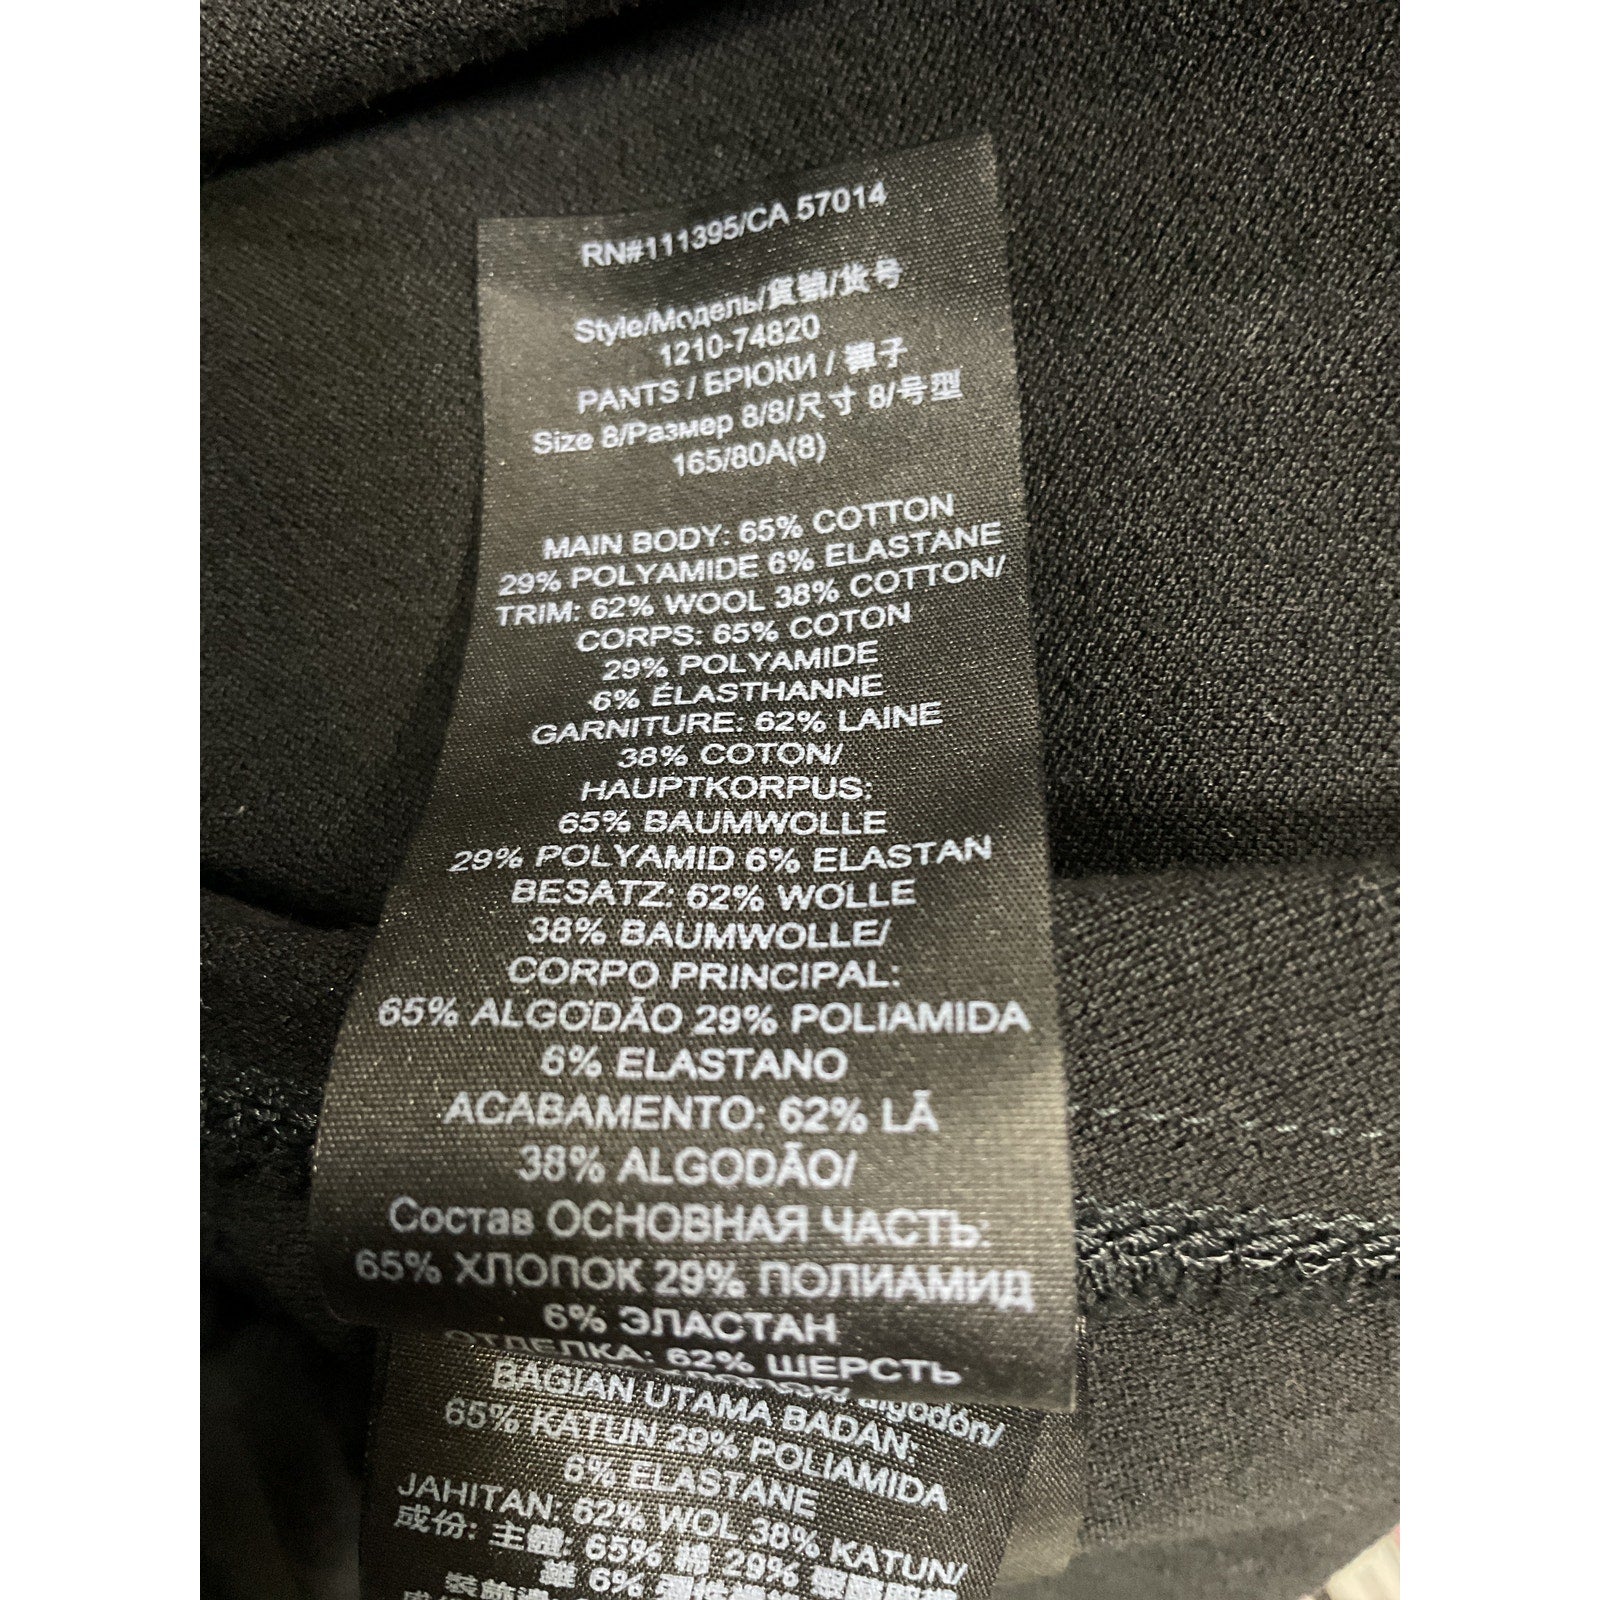 RN#111395/CA 57014
Style/Модель/貨號/货号
1210-74820
PANTS / БРЮКИ / 褲子
Size 8/Размер 8/8/尺寸 8/号型
165/80A(8)
MAIN BODY: 65% COTTON
29% POLYAMIDE 6% ELASTANE
TRIM: 62% WOOL 38% COTTON/
CORPS: 65% COTON
29% POLYAMIDE
6% ÉLASTHANNE
GARNITURE: 62% LAINE
38% COTON/
HAUPTKORPUS:
65% BAUMWOLLE
29% POLYAMID 6% ELASTAN
BESATZ: 62% WOLLE
38% BAUMWOLLE/
CORPO PRINCIPAL:
65% ALGODÃO 29% POLIAMIDA
6% ELASTANO
ACABAMENTO: 62% LÃ
38% ALGODÃO/
Состав ОСНОВНАЯ ЧАСТЬ:
65% ХЛОПОК 29% ПОЛИАМИД
6% ЭЛАСТАН
ОТДЕЛКА: 62% ШЕРСТЬ
algodón/
BAGIAN UTAMA BADAN:
65% KATUN 29% POLIAMIDA
6% ELASTANE
JAHITAN: 62% WOL 38% KATUN/
成份: 主體: 65% 棉 29%
6%